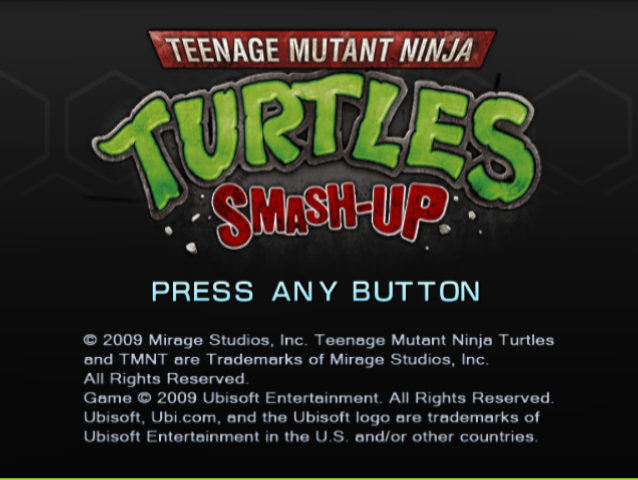 TEENAGE MUTANT NINJA
TURTLES
SMASH-UP
PRESS ANY BUTTON
© 2009 Mirage Studios, Inc. Teenage Mutant Ninja Turtles
and TMNT are Trademarks of Mirage Studios, Inc.
All Rights Reserved.
Game © 2009 Ubisoft Entertainment. All Rights Reserved.
Ubisoft, Ubi.com, and the Ubisoft logo are trademarks of
Ubisoft Entertainment in the U.S. and/or other countries.